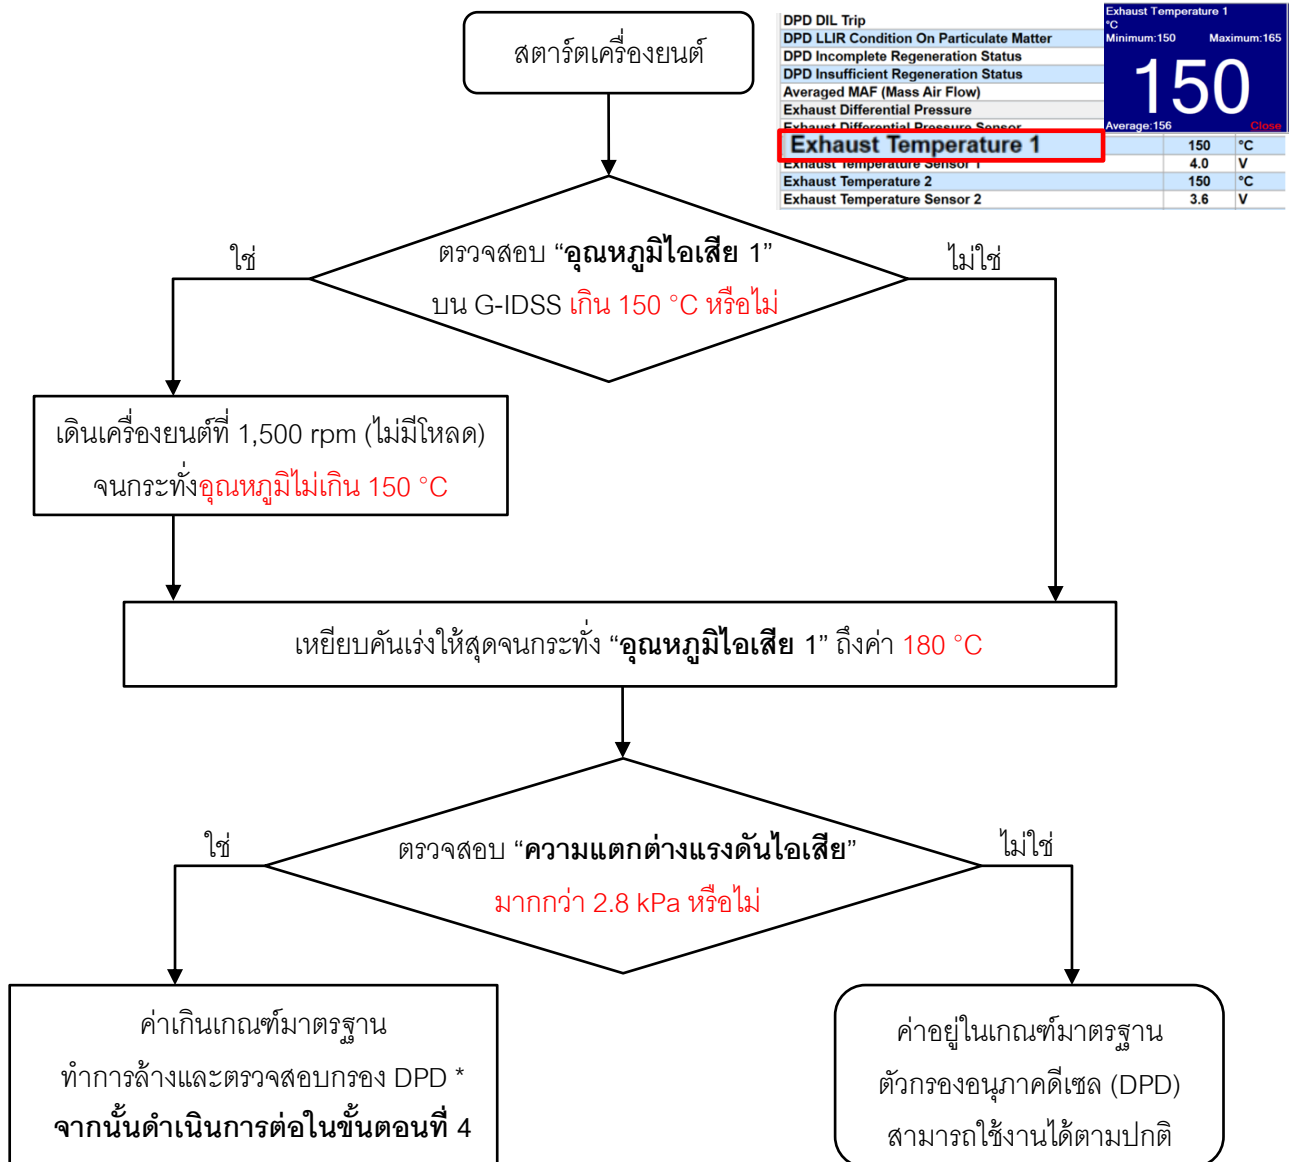 สตาร์ตเครื่องยนต์
DPD DIL Trip
DPD LLIR Condition On Particulate Matter
DPD Incomplete Regeneration Status
DPD Insufficient Regeneration Status
Averaged MAF (Mass Air Flow)
Exhaust Differential Pressure
Exhaust Differential Pressure Sensor
Exhaust Temperature 1 150 °C
Exhaust Temperature Sensor 1 4.0 V
Exhaust Temperature 2 150 °C
Exhaust Temperature Sensor 2 3.6 V
Exhaust Temperature 1
°C
Minimum:150 Maximum:165
150
Average:156 Close
ใช่
ตรวจสอบ “อุณหภูมิไอเสีย 1”
บน G-IDSS เกิน 150 °C หรือไม่
ไม่ใช่
เดินเครื่องยนต์ที่ 1,500 rpm (ไม่มีโหลด)
จนกระทั่งอุณหภูมิไม่เกิน 150 °C
เหยียบคันเร่งให้สุดจนกระทั่ง “อุณหภูมิไอเสีย 1” ถึงค่า 180 °C
ใช่
ตรวจสอบ “ความแตกต่างแรงดันไอเสีย”
มากกว่า 2.8 kPa หรือไม่
ไม่ใช่
ค่าเกินเกณฑ์มาตรฐาน
ทำการล้างและตรวจสอบกรอง DPD *
จากนั้นดำเนินการต่อในขั้นตอนที่ 4
ค่าอยู่ในเกณฑ์มาตรฐาน
ตัวกรองอนุภาคดีเซล (DPD)
สามารถใช้งานได้ตามปกติ